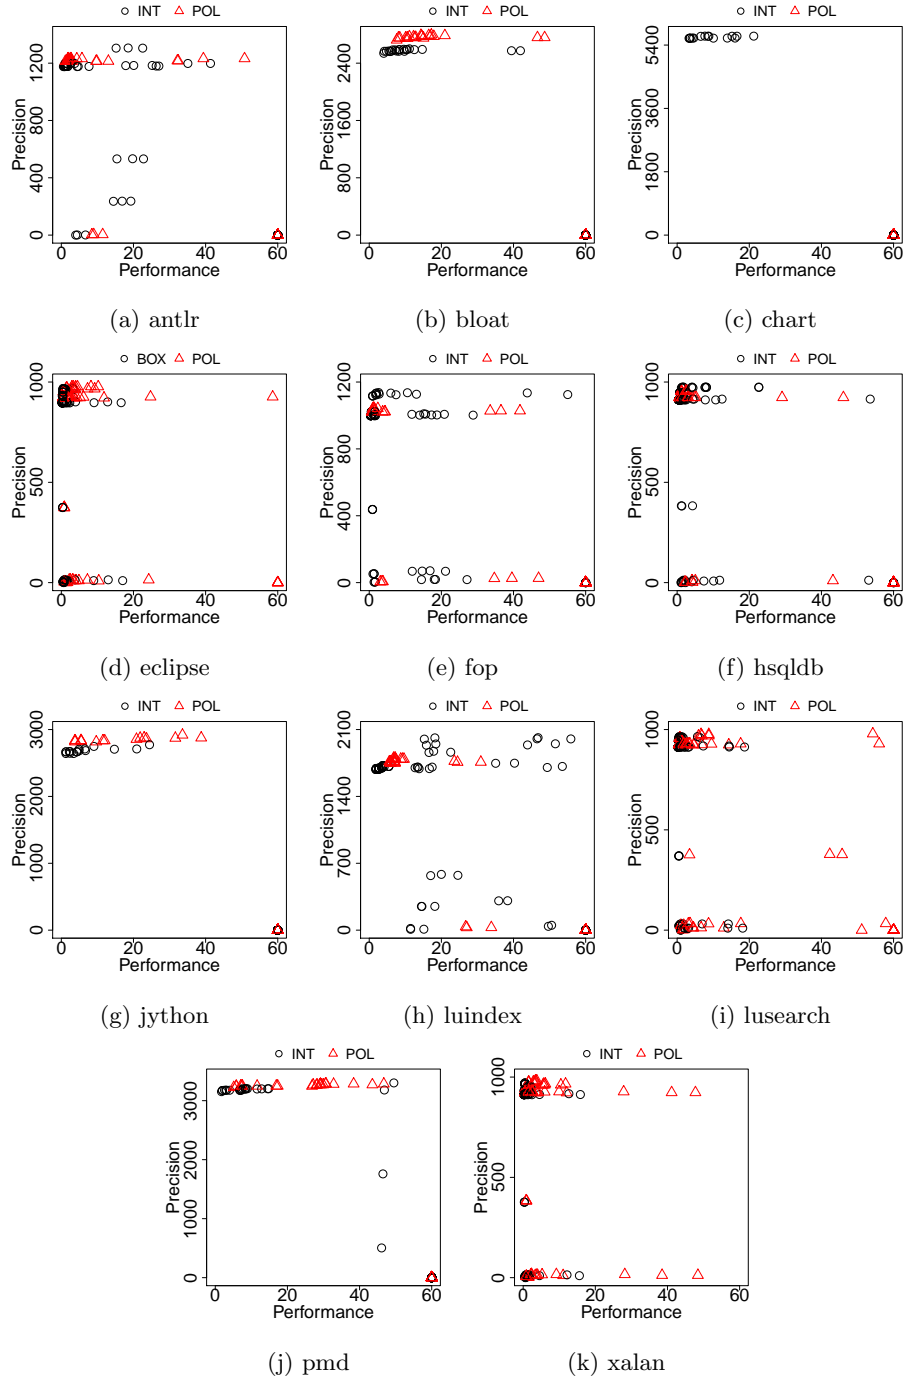 INT POL
Precision
0 400 800 1200
0 20 40 60
Performance
(a) antlr
INT POL
Precision
0 800 1600 2400
0 20 40 60
Performance
(b) bloat
INT POL
Precision
0 1800 3600 5400
0 20 40 60
Performance
(c) chart
BOX POL
Precision
0 500 1000
0 20 40 60
Performance
(d) eclipse
INT POL
Precision
0 400 800 1200
0 20 40 60
Performance
(e) fop
INT POL
Precision
0 500 1000
0 20 40 60
Performance
(f) hsqldb
INT POL
Precision
0 1000 2000 3000
0 20 40 60
Performance
(g) jython
INT POL
Precision
0 700 1400 2100
0 20 40 60
Performance
(h) luindex
INT POL
Precision
0 500 1000
0 20 40 60
Performance
(i) lusearch
INT POL
Precision
0 1000 2000 3000
0 20 40 60
Performance
(j) pmd
INT POL
Precision
0 500 1000
0 20 40 60
Performance
(k) xalan